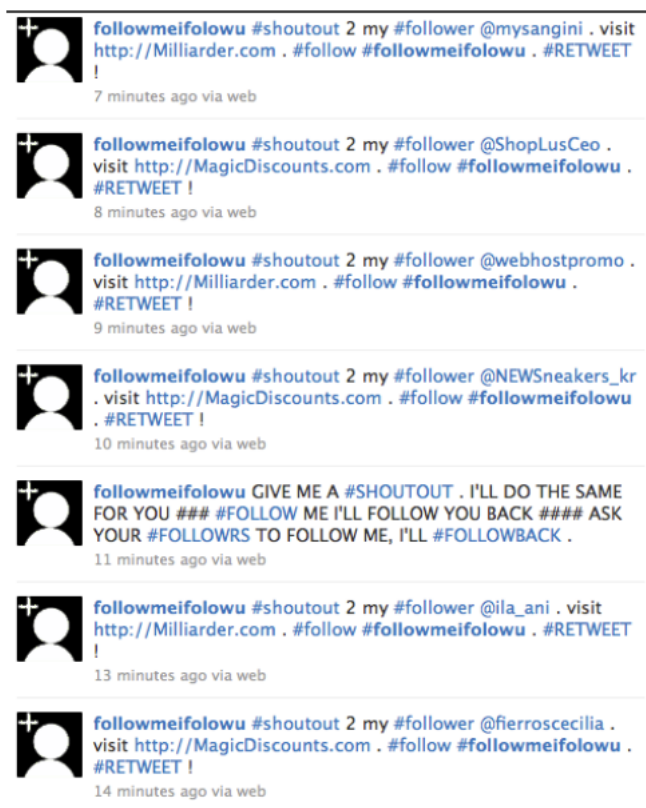 followmeifolowu #shoutout 2 my #follower @mysangini . visit
http://Milliarder.com . #follow #followmeifolowu . #RETWEET
!
7 minutes ago via web
followmeifolowu #shoutout 2 my #follower @ShopLusCeo .
visit http://MagicDiscounts.com . #follow #followmeifolowu .
#RETWEET !
8 minutes ago via web
followmeifolowu #shoutout 2 my #follower @webhostpromo .
visit http://Milliarder.com . #follow #followmeifolowu .
#RETWEET !
9 minutes ago via web
followmeifolowu #shoutout 2 my #follower @NEWSneakers_kr
. visit http://MagicDiscounts.com . #follow #followmeifolowu
. #RETWEET !
10 minutes ago via web
followmeifolowu GIVE ME A #SHOUTOUT . I'LL DO THE SAME
FOR YOU ### #FOLLOW ME I'LL FOLLOW YOU BACK #### ASK
YOUR #FOLLOWRS TO FOLLOW ME, I'LL #FOLLOWBACK .
11 minutes ago via web
followmeifolowu #shoutout 2 my #follower @ila_ani . visit
http://Milliarder.com . #follow #followmeifolowu . #RETWEET
!
13 minutes ago via web
followmeifolowu #shoutout 2 my #follower @fierroscecilia .
visit http://MagicDiscounts.com . #follow #followmeifolowu .
#RETWEET !
14 minutes ago via web